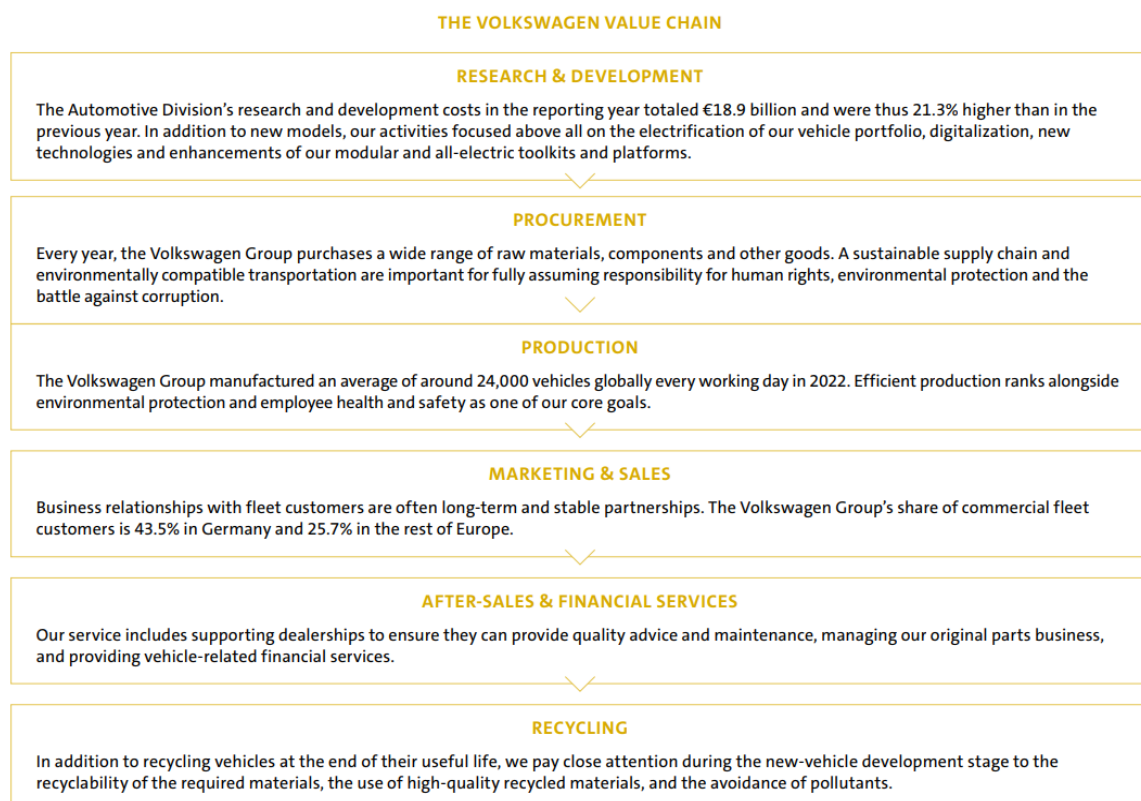 THE VOLKSWAGEN VALUE CHAIN
RESEARCH & DEVELOPMENT
The Automotive Division's research and development costs in the reporting year totaled €18.9 billion and were thus 21.3% higher than in the
previous year. In addition to new models, our activities focused above all on the electrification of our vehicle portfolio, digitalization, new
technologies and enhancements of our modular and all-electric toolkits and platforms.
PROCUREMENT
Every year, the Volkswagen Group purchases a wide range of raw materials, components and other goods. A sustainable supply chain and
environmentally compatible transportation are important for fully assuming responsibility for human rights, environmental protection and the
battle against corruption.
PRODUCTION
The Volkswagen Group manufactured an average of around 24,000 vehicles globally every working day in 2022. Efficient production ranks alongside
environmental protection and employee health and safety as one of our core goals.
MARKETING & SALES
Business relationships with fleet customers are often long-term and stable partnerships. The Volkswagen Group's share of commercial fleet
customers is 43.5% in Germany and 25.7% in the rest of Europe.
AFTER-SALES & FINANCIAL SERVICES
Our service includes supporting dealerships to ensure they can provide quality advice and maintenance, managing our original parts business,
and providing vehicle-related financial services.
RECYCLING
In addition to recycling vehicles at the end of their useful life, we pay close attention during the new-vehicle development stage to the
recyclability of the required materials, the use of high-quality recycled materials, and the avoidance of pollutants.